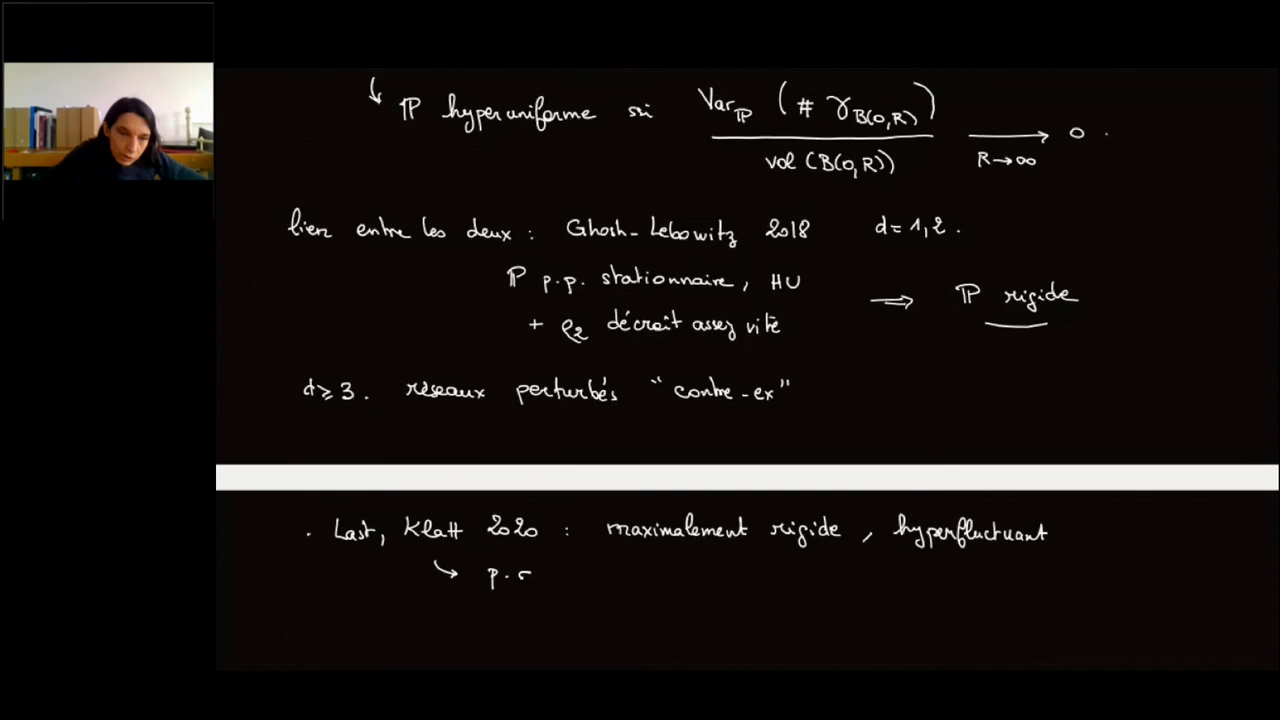 ↳ ℙ hyperuniforme ssi Var_ℙ (# γ_B(0,R)) / vol (B(0,R)) → 0 .
R→∞
lien entre les deux : Ghosh-Lebowitz 2018 d=1,2.
ℙ p.p. stationnaire, HU ⟹ ℙ rigide
+ ρ₂ décroît assez vite
d≥3. réseaux perturbés "contre-ex"
. Last, Klatt 2020 : maximalement rigide, hyperfluctuant
↳ p.